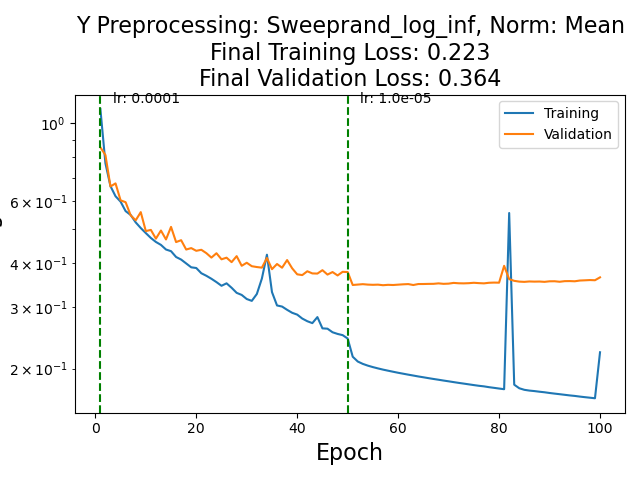 Y Preprocessing: Sweeprand_log_inf, Norm: Mean
Final Training Loss: 0.223
Final Validation Loss: 0.364
lr: 0.0001
lr: 1.0e-05
Training
Validation
10⁰
6 × 10⁻¹
4 × 10⁻¹
3 × 10⁻¹
2 × 10⁻¹
0
20
40
60
80
100
Epoch